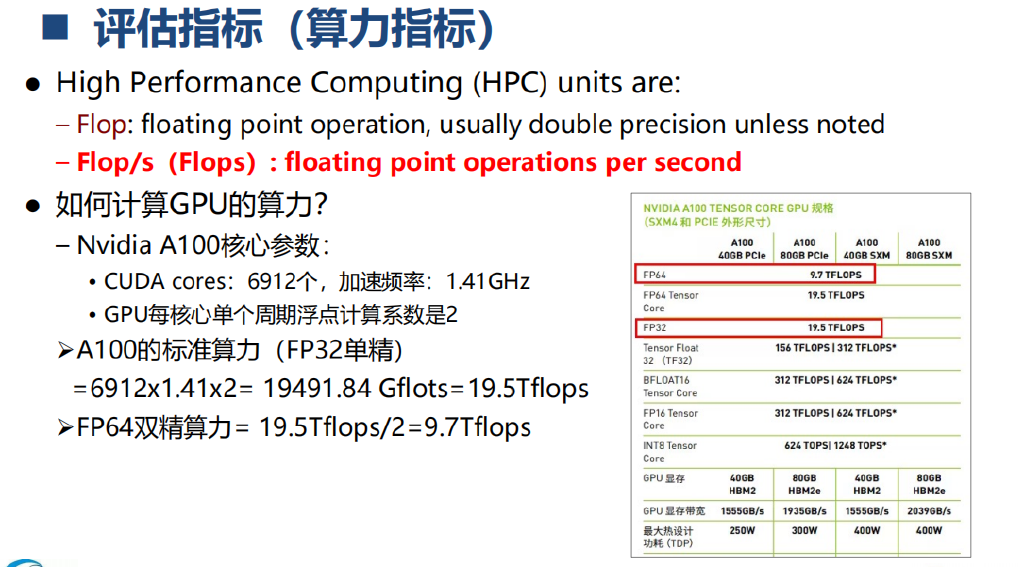 ■ 评估指标（算力指标）
● High Performance Computing (HPC) units are:
– Flop: floating point operation, usually double precision unless noted
– Flop/s（Flops）: floating point operations per second
● 如何计算GPU的算力？
– Nvidia A100核心参数：
• CUDA cores：6912个，加速频率：1.41GHz
• GPU每核心单个周期浮点计算系数是2
➢A100的标准算力（FP32单精）
=6912x1.41x2= 19491.84 Gflots=19.5Tflops
➢FP64双精算力= 19.5Tflops/2=9.7Tflops
NVIDIA A100 TENSOR CORE GPU 规格
（SXM4 和 PCIE 外形尺寸）
A100 A100 A100 A100
40GB PCIe 80GB PCIe 40GB SXM 80GB SXM
FP64 9.7 TFLOPS
FP64 Tensor 19.5 TFLOPS
Core
FP32 19.5 TFLOPS
Tensor Float 156 TFLOPS | 312 TFLOPS*
32 （TF32）
BFLOAT16 312 TFLOPS | 624 TFLOPS*
Tensor Core
FP16 Tensor 312 TFLOPS | 624 TFLOPS*
Core
INT8 Tensor 624 TOPS| 1248 TOPS*
Core
GPU 显存 40GB 80GB 40GB 80GB
HBM2 HBM2e HBM2 HBM2e
GPU 显存带宽 1555GB/s 1935GB/s 1555GB/s 2039GB/s
最大热设计 250W 300W 400W 400W
功耗 （TDP）